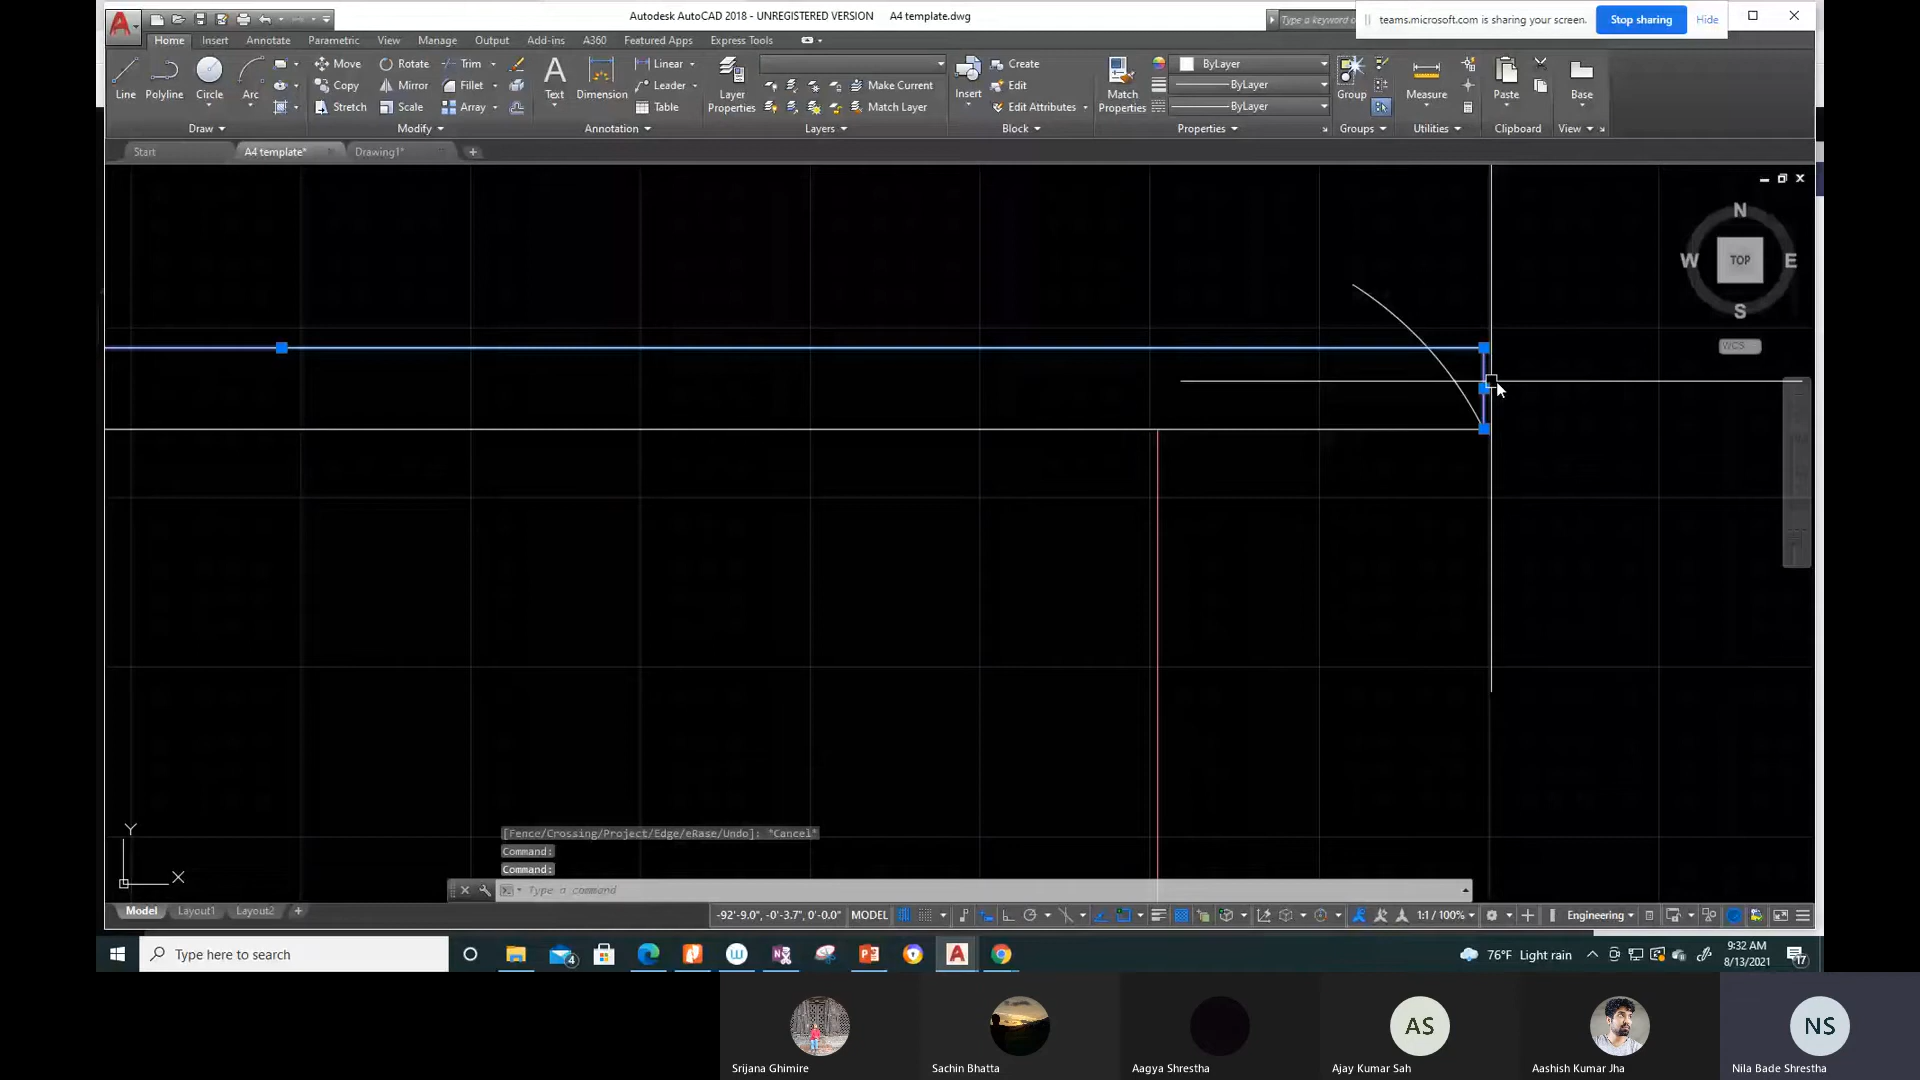 Autodesk AutoCAD 2018 - UNREGISTERED VERSION A4 template.dwg
Type a keyword
teams.microsoft.com is sharing your screen. Stop sharing Hide
Home Insert Annotate Parametric View Manage Output Add-ins A360 Featured Apps Express Tools
Line Polyline Circle Arc
Move Rotate Trim
Copy Mirror Fillet
Stretch Scale Array
Text Dimension
Linear
Leader
Table
Layer Properties
Make Current
Match Layer
Insert
Create
Edit
Edit Attributes
Match Properties
ByLayer
ByLayer
ByLayer
Group Measure Paste Base
Draw Modify Annotation Layers Block Properties Groups Utilities Clipboard View
Start A4 template* Drawing1*
N
W TOP E
S
WCS
[Fence/Crossing/Project/Edge/eRase/Undo]: *Cancel*
Command:
Command:
Type a command
Y
X
Model Layout1 Layout2 +
-92'-9.0", -0'-3.7", 0'-0.0" MODEL 1:1 / 100% Engineering
Type here to search
4
76°F Light rain
9:32 AM
8/13/2021
17
AS NS
Srijana Ghimire Sachin Bhatta Aagya Shrestha Ajay Kumar Sah Aashish Kumar Jha Nila Bade Shrestha